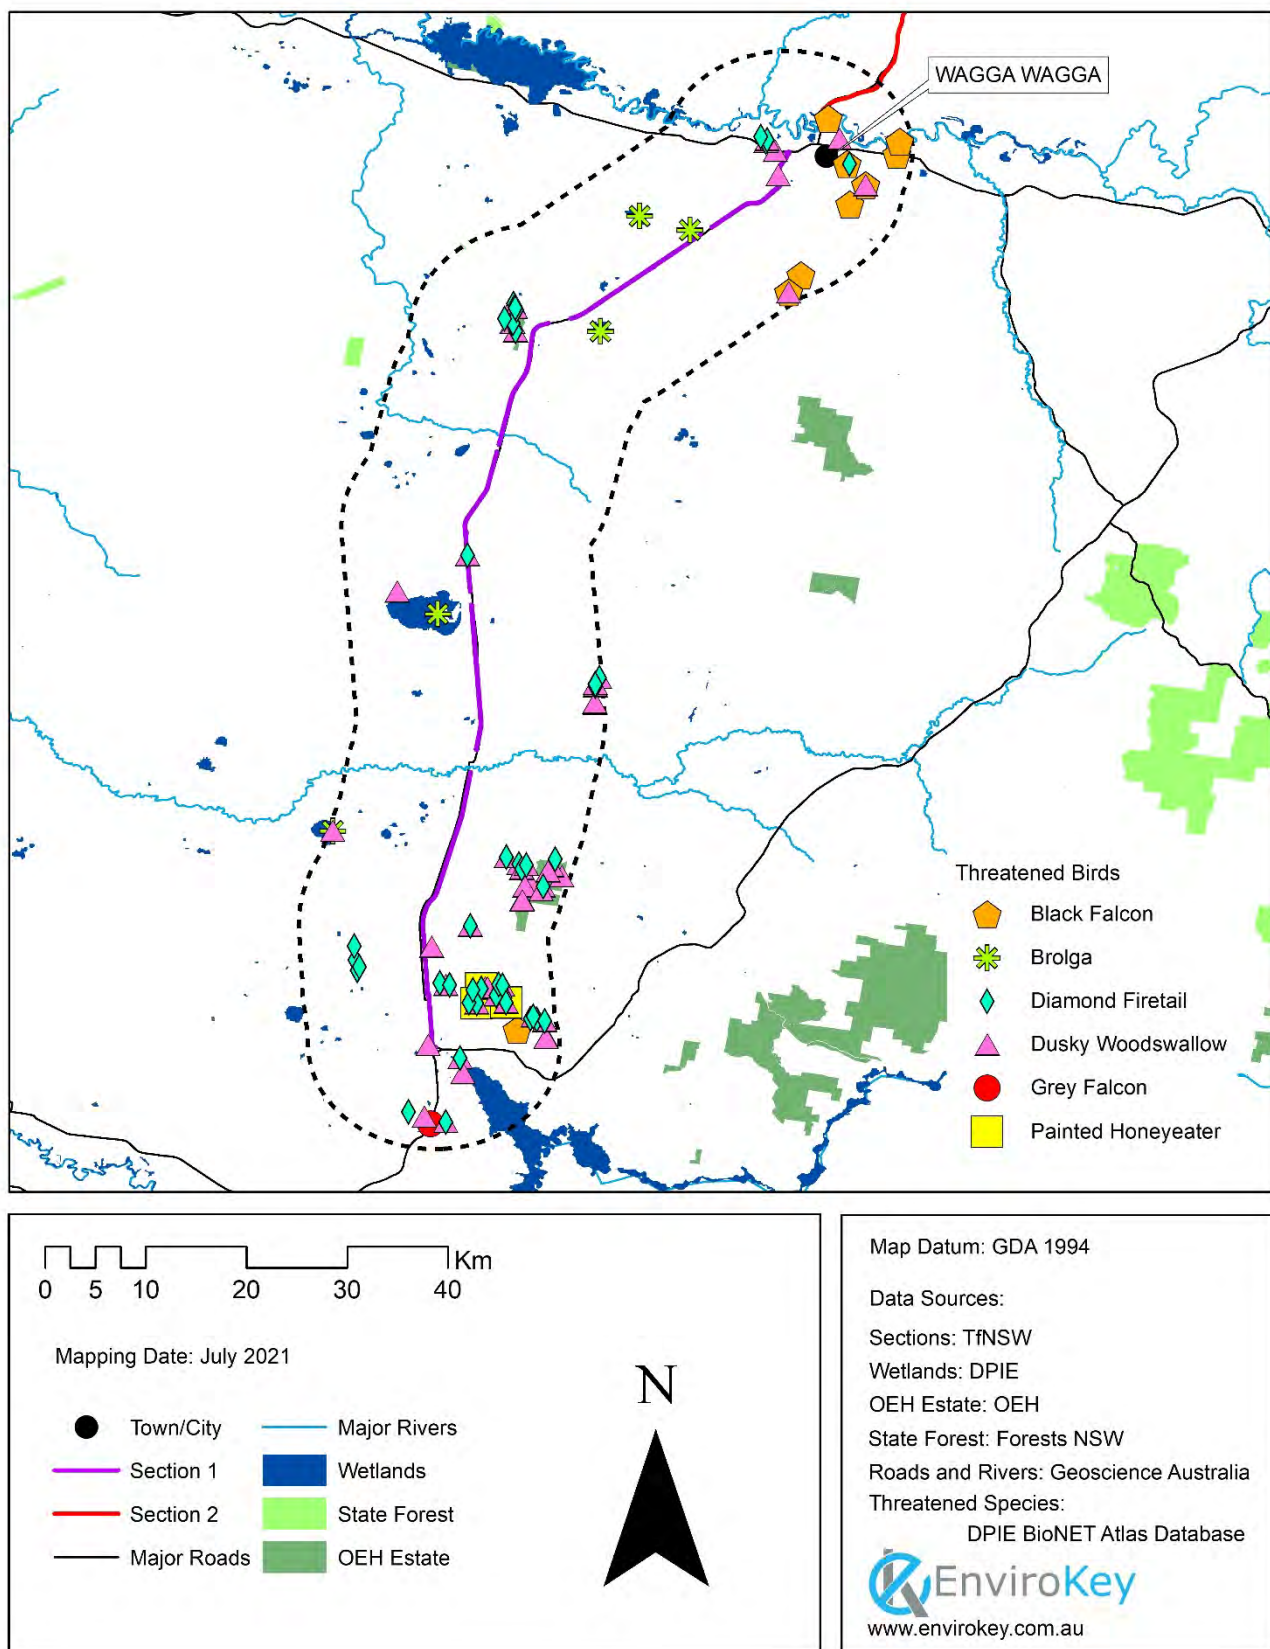 WAGGA WAGGA
Threatened Birds
Black Falcon
Brolga
Diamond Firetail
Dusky Woodswallow
Grey Falcon
Painted Honeyeater
Km
0 5 10 20 30 40
Mapping Date: July 2021
N
Town/City
Section 1
Section 2
Major Roads
Major Rivers
Wetlands
State Forest
OEH Estate
Map Datum: GDA 1994
Data Sources:
Sections: TfNSW
Wetlands: DPIE
OEH Estate: OEH
State Forest: Forests NSW
Roads and Rivers: Geoscience Australia
Threatened Species:
DPIE BioNET Atlas Database
EnviroKey
www.envirokey.com.au